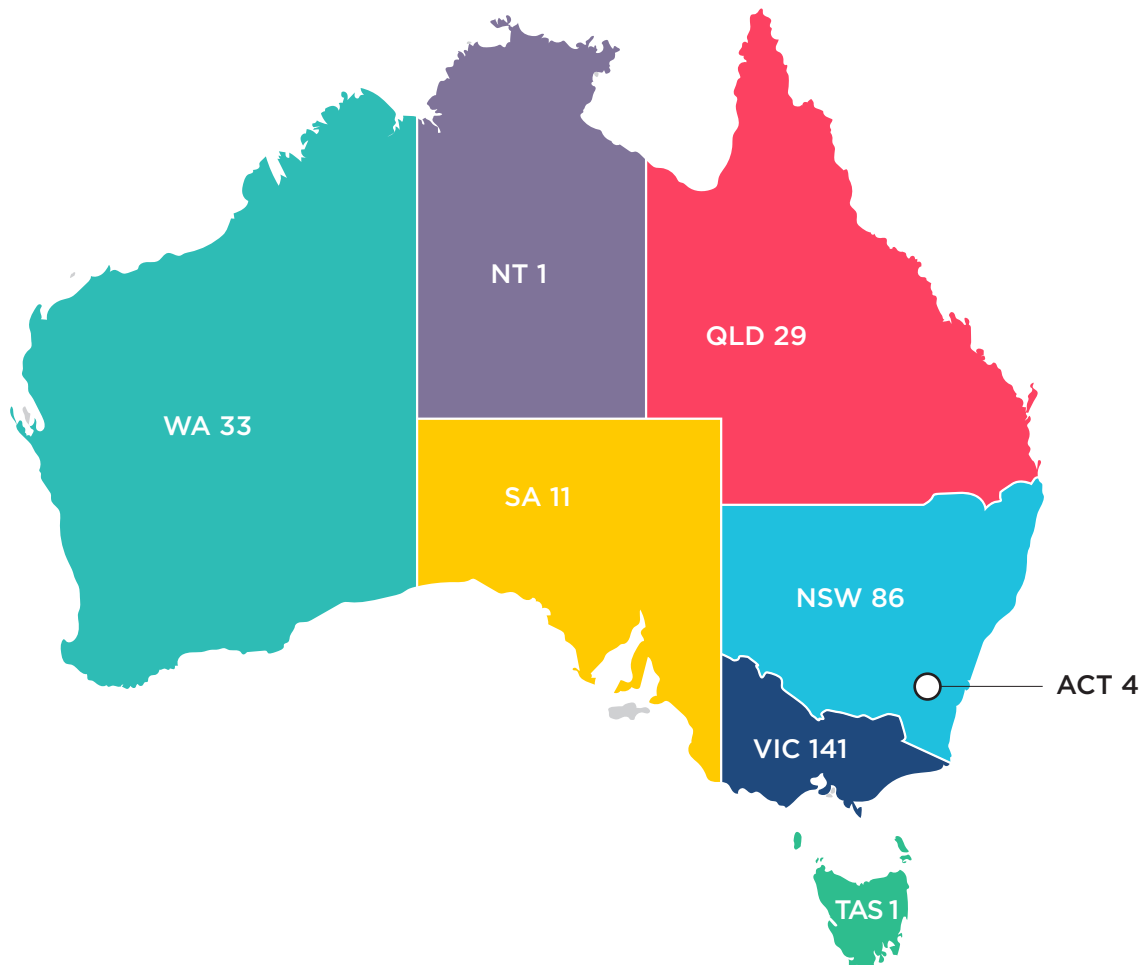 NT 1
QLD 29
WA 33
SA 11
NSW 86
ACT 4
VIC 141
TAS 1